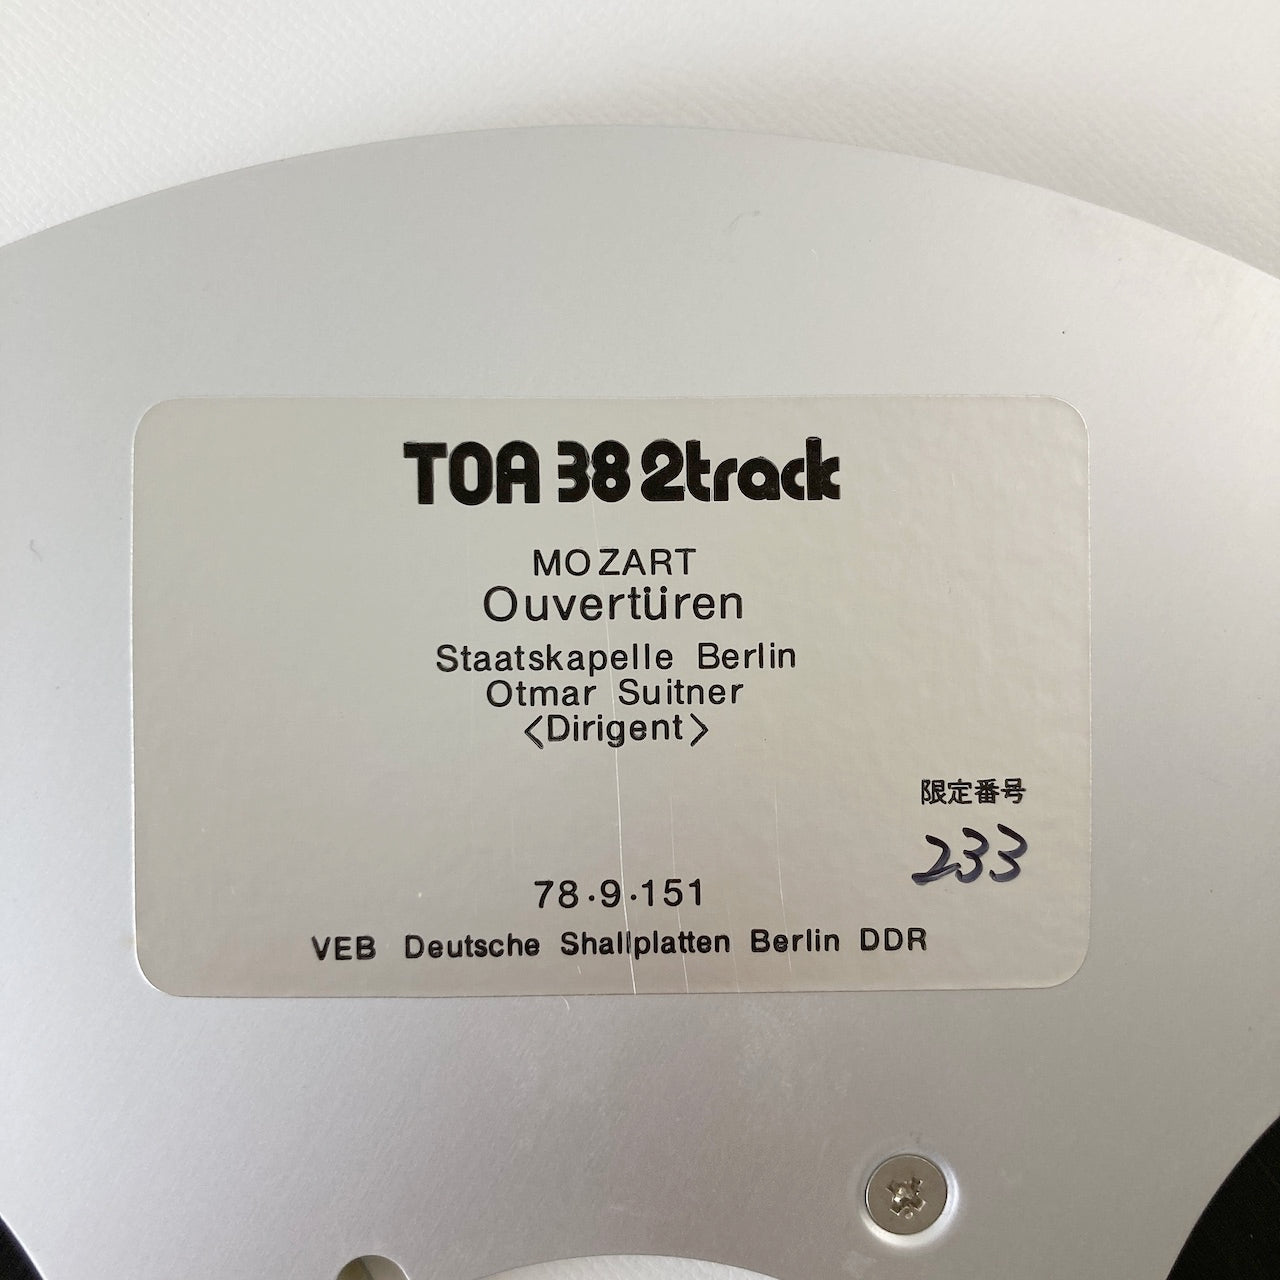 TOA 38 2track
MOZART
Ouvertüren
Staatskapelle Berlin
Otmar Suitner
<Dirigent>
限定番号
233
78·9·151
VEB Deutsche Shallplatten Berlin DDR